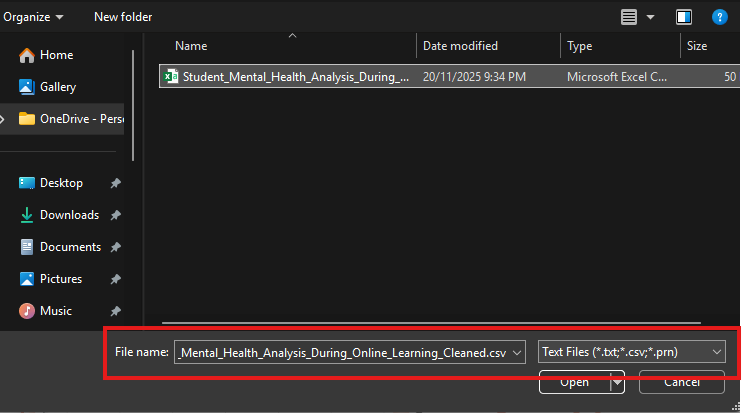 Organize New folder
Name Date modified Type Size
Home
Student_Mental_Health_Analysis_During_... 20/11/2025 9:34 PM Microsoft Excel C... 50
Gallery
OneDrive - Pers
Desktop
Downloads
Documents
Pictures
Music
File name: _Mental_Health_Analysis_During_Online_Learning_Cleaned.csv Text Files (*.txt;*.csv;*.prn)
Open Cancel